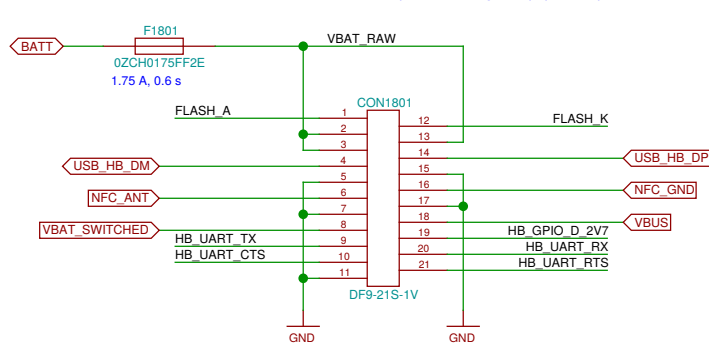 BATT
F1801
0ZCH0175FF2E
1.75 A, 0.6 s
VBAT_RAW
CON1801
FLASH_A
1
2
3
USB_HB_DM
4
5
NFC_ANT
6
7
VBAT_SWITCHED
8
HB_UART_TX
9
HB_UART_CTS
10
11
12
FLASH_K
13
14
USB_HB_DP
15
16
NFC_GND
17
18
VBUS
19
HB_GPIO_D_2V7
20
HB_UART_RX
21
HB_UART_RTS
DF9-21S-1V
GND
GND